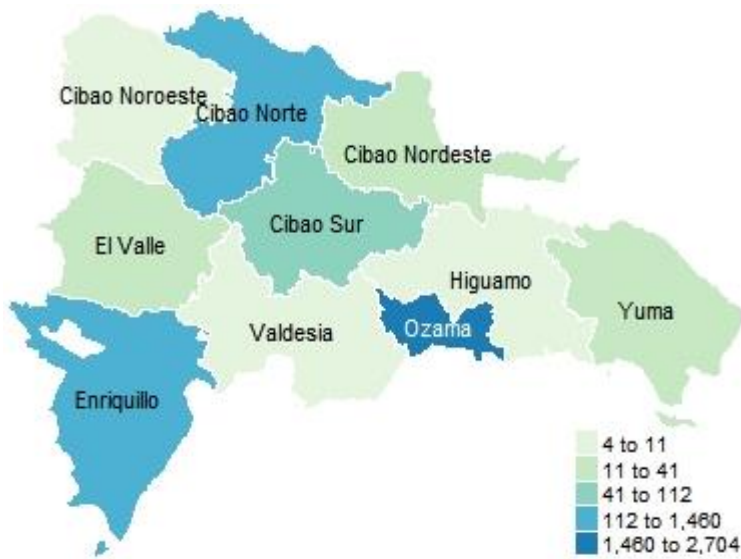 Cibao Noroeste
Cibao Norte
Cibao Nordeste
Cibao Sur
El Valle
Higuamo
Yuma
Valdesia
Ozama
Enriquillo
4 to 11
11 to 41
41 to 112
112 to 1,460
1,460 to 2,704